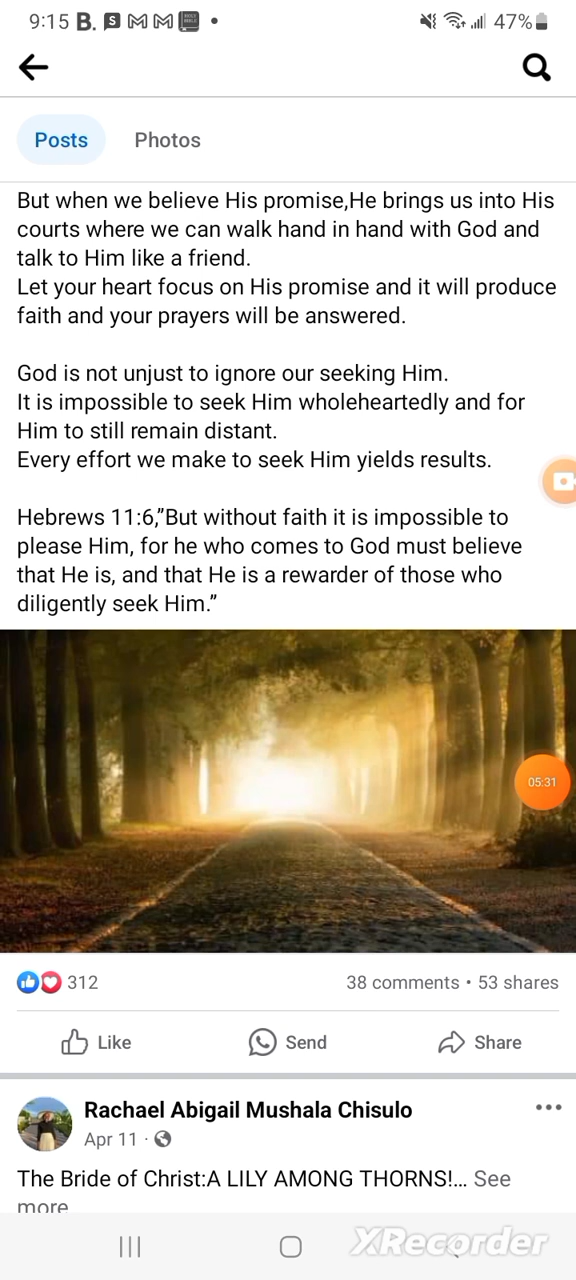 9:15 B. S M M
47%
Posts Photos
But when we believe His promise,He brings us into His
courts where we can walk hand in hand with God and
talk to Him like a friend.
Let your heart focus on His promise and it will produce
faith and your prayers will be answered.
God is not unjust to ignore our seeking Him.
It is impossible to seek Him wholeheartedly and for
Him to still remain distant.
Every effort we make to seek Him yields results.
Hebrews 11:6,”But without faith it is impossible to
please Him, for he who comes to God must believe
that He is, and that He is a rewarder of those who
diligently seek Him.”
05:31
312 38 comments • 53 shares
Like Send Share
Rachael Abigail Mushala Chisulo
Apr 11 ·
The Bride of Christ:A LILY AMONG THORNS!... See
more
XRecorder